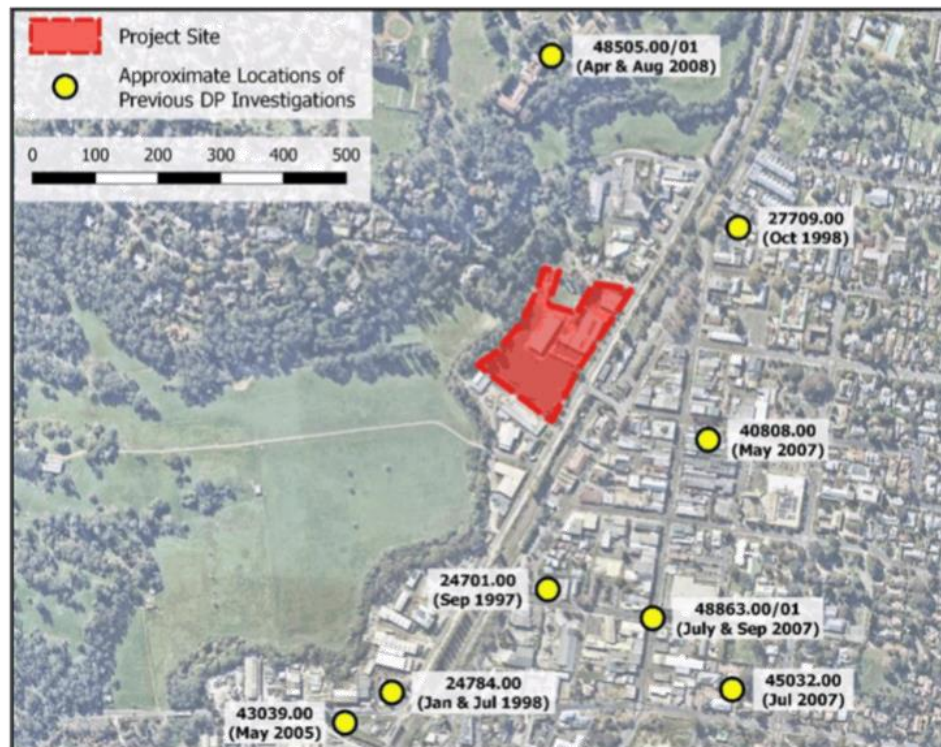 Project Site
Approximate Locations of
Previous DP Investigations
0 100 200 300 400 500
48505.00/01
(Apr & Aug 2008)
27709.00
(Oct 1998)
40808.00
(May 2007)
24701.00
(Sep 1997)
48863.00/01
(July & Sep 2007)
24784.00
(Jan & Jul 1998)
45032.00
(Jul 2007)
43039.00
(May 2005)